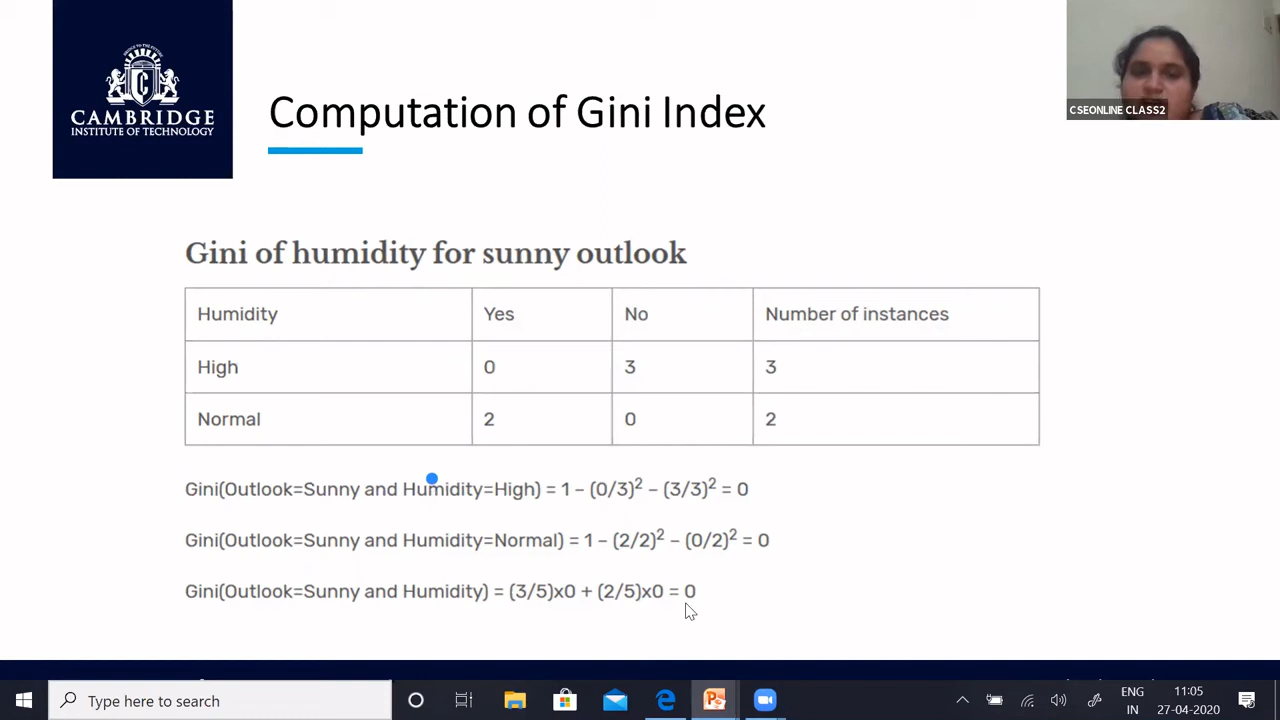 CAMBRIDGE
INSTITUTE OF TECHNOLOGY
Computation of Gini Index
CSEONLINE CLASS2
Gini of humidity for sunny outlook
Humidity Yes No Number of instances
High 0 3 3
Normal 2 0 2
Gini(Outlook=Sunny and Humidity=High) = 1 – (0/3)² – (3/3)² = 0
Gini(Outlook=Sunny and Humidity=Normal) = 1 – (2/2)² – (0/2)² = 0
Gini(Outlook=Sunny and Humidity) = (3/5)x0 + (2/5)x0 = 0
Type here to search
ENG
IN
11:05
27-04-2020